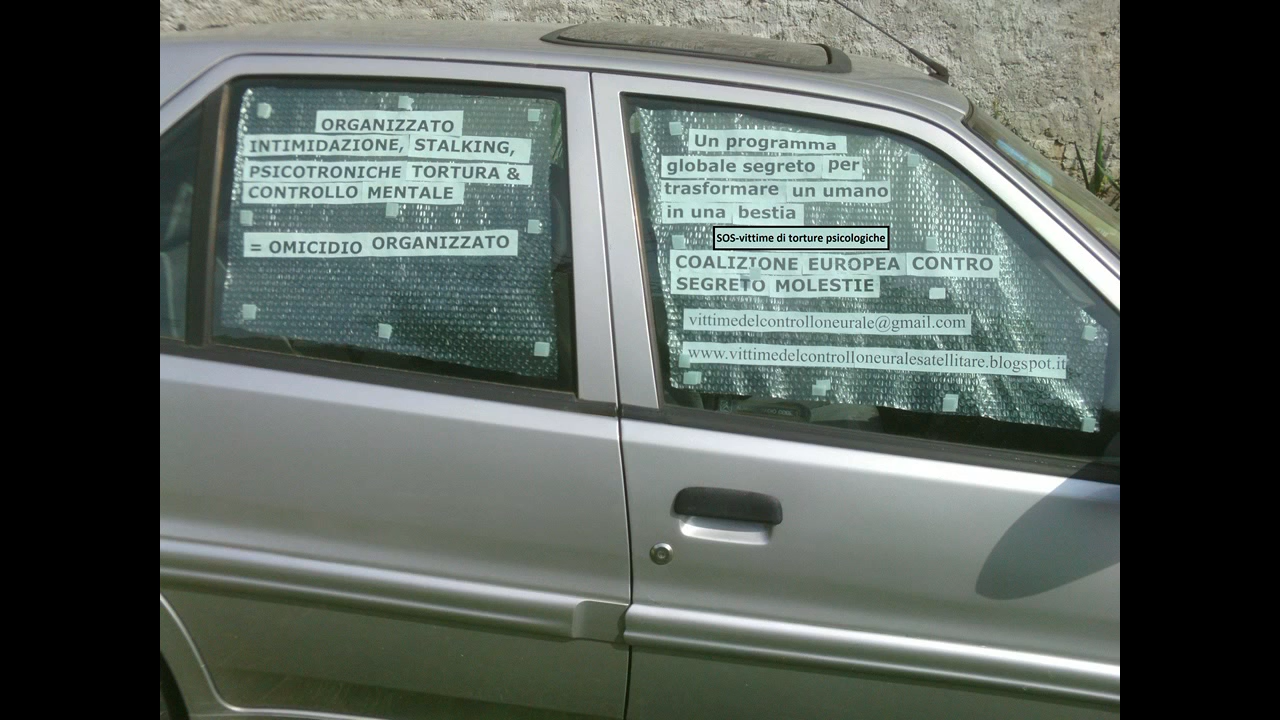 ORGANIZZATO
INTIMIDAZIONE, STALKING,
PSICOTRONICHE TORTURA &
CONTROLLO MENTALE
= OMICIDIO ORGANIZZATO
Un programma
globale segreto per
trasformare un umano
in una bestia
SOS-vittime di torture psicologiche
COALIZIONE EUROPEA CONTRO
SEGRETO MOLESTIE
vittimedelcontrolloneurale@gmail.com
www.vittimedelcontrolloneuralesatellitare.blogspot.it